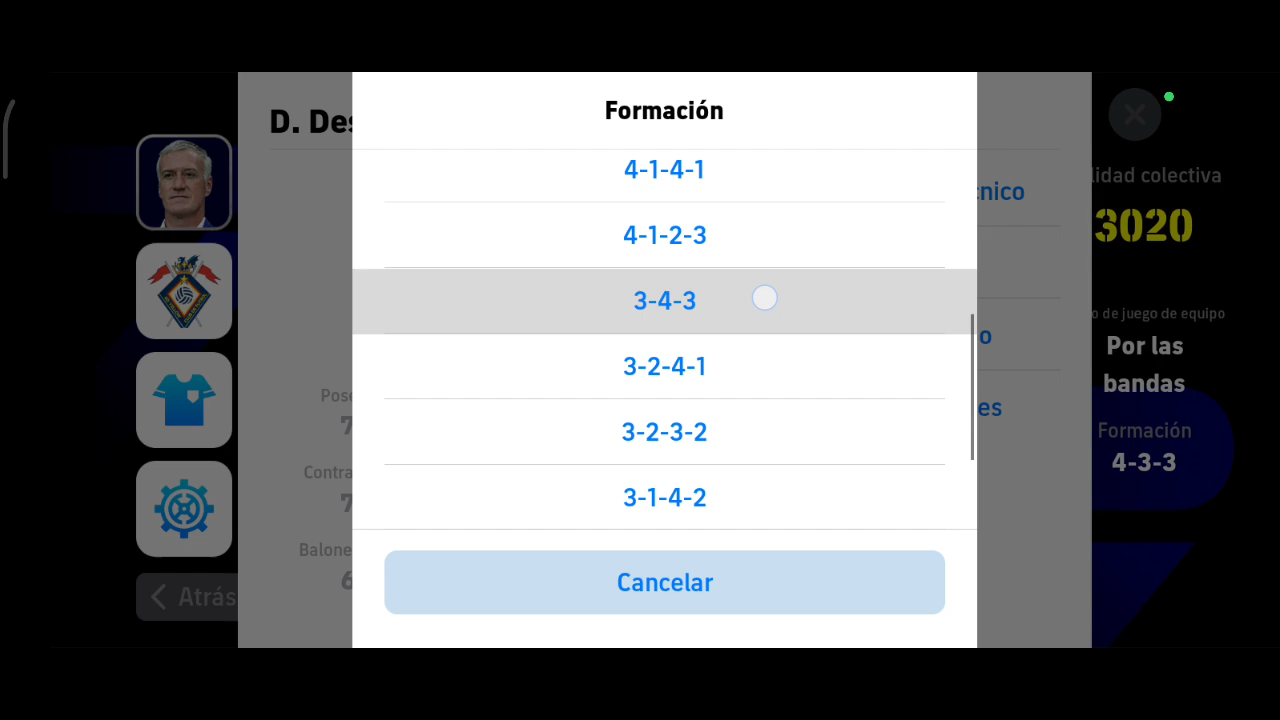 Formación
D. Des
4-1-4-1
4-1-2-3
3-4-3
3-2-4-1
3-2-3-2
3-1-4-2
Cancelar
Pose
7
Contra
7
Balone
6
Atrás
cnico
o
es
lidad colectiva
3020
o de juego de equipo
Por las
bandas
Formación
4-3-3